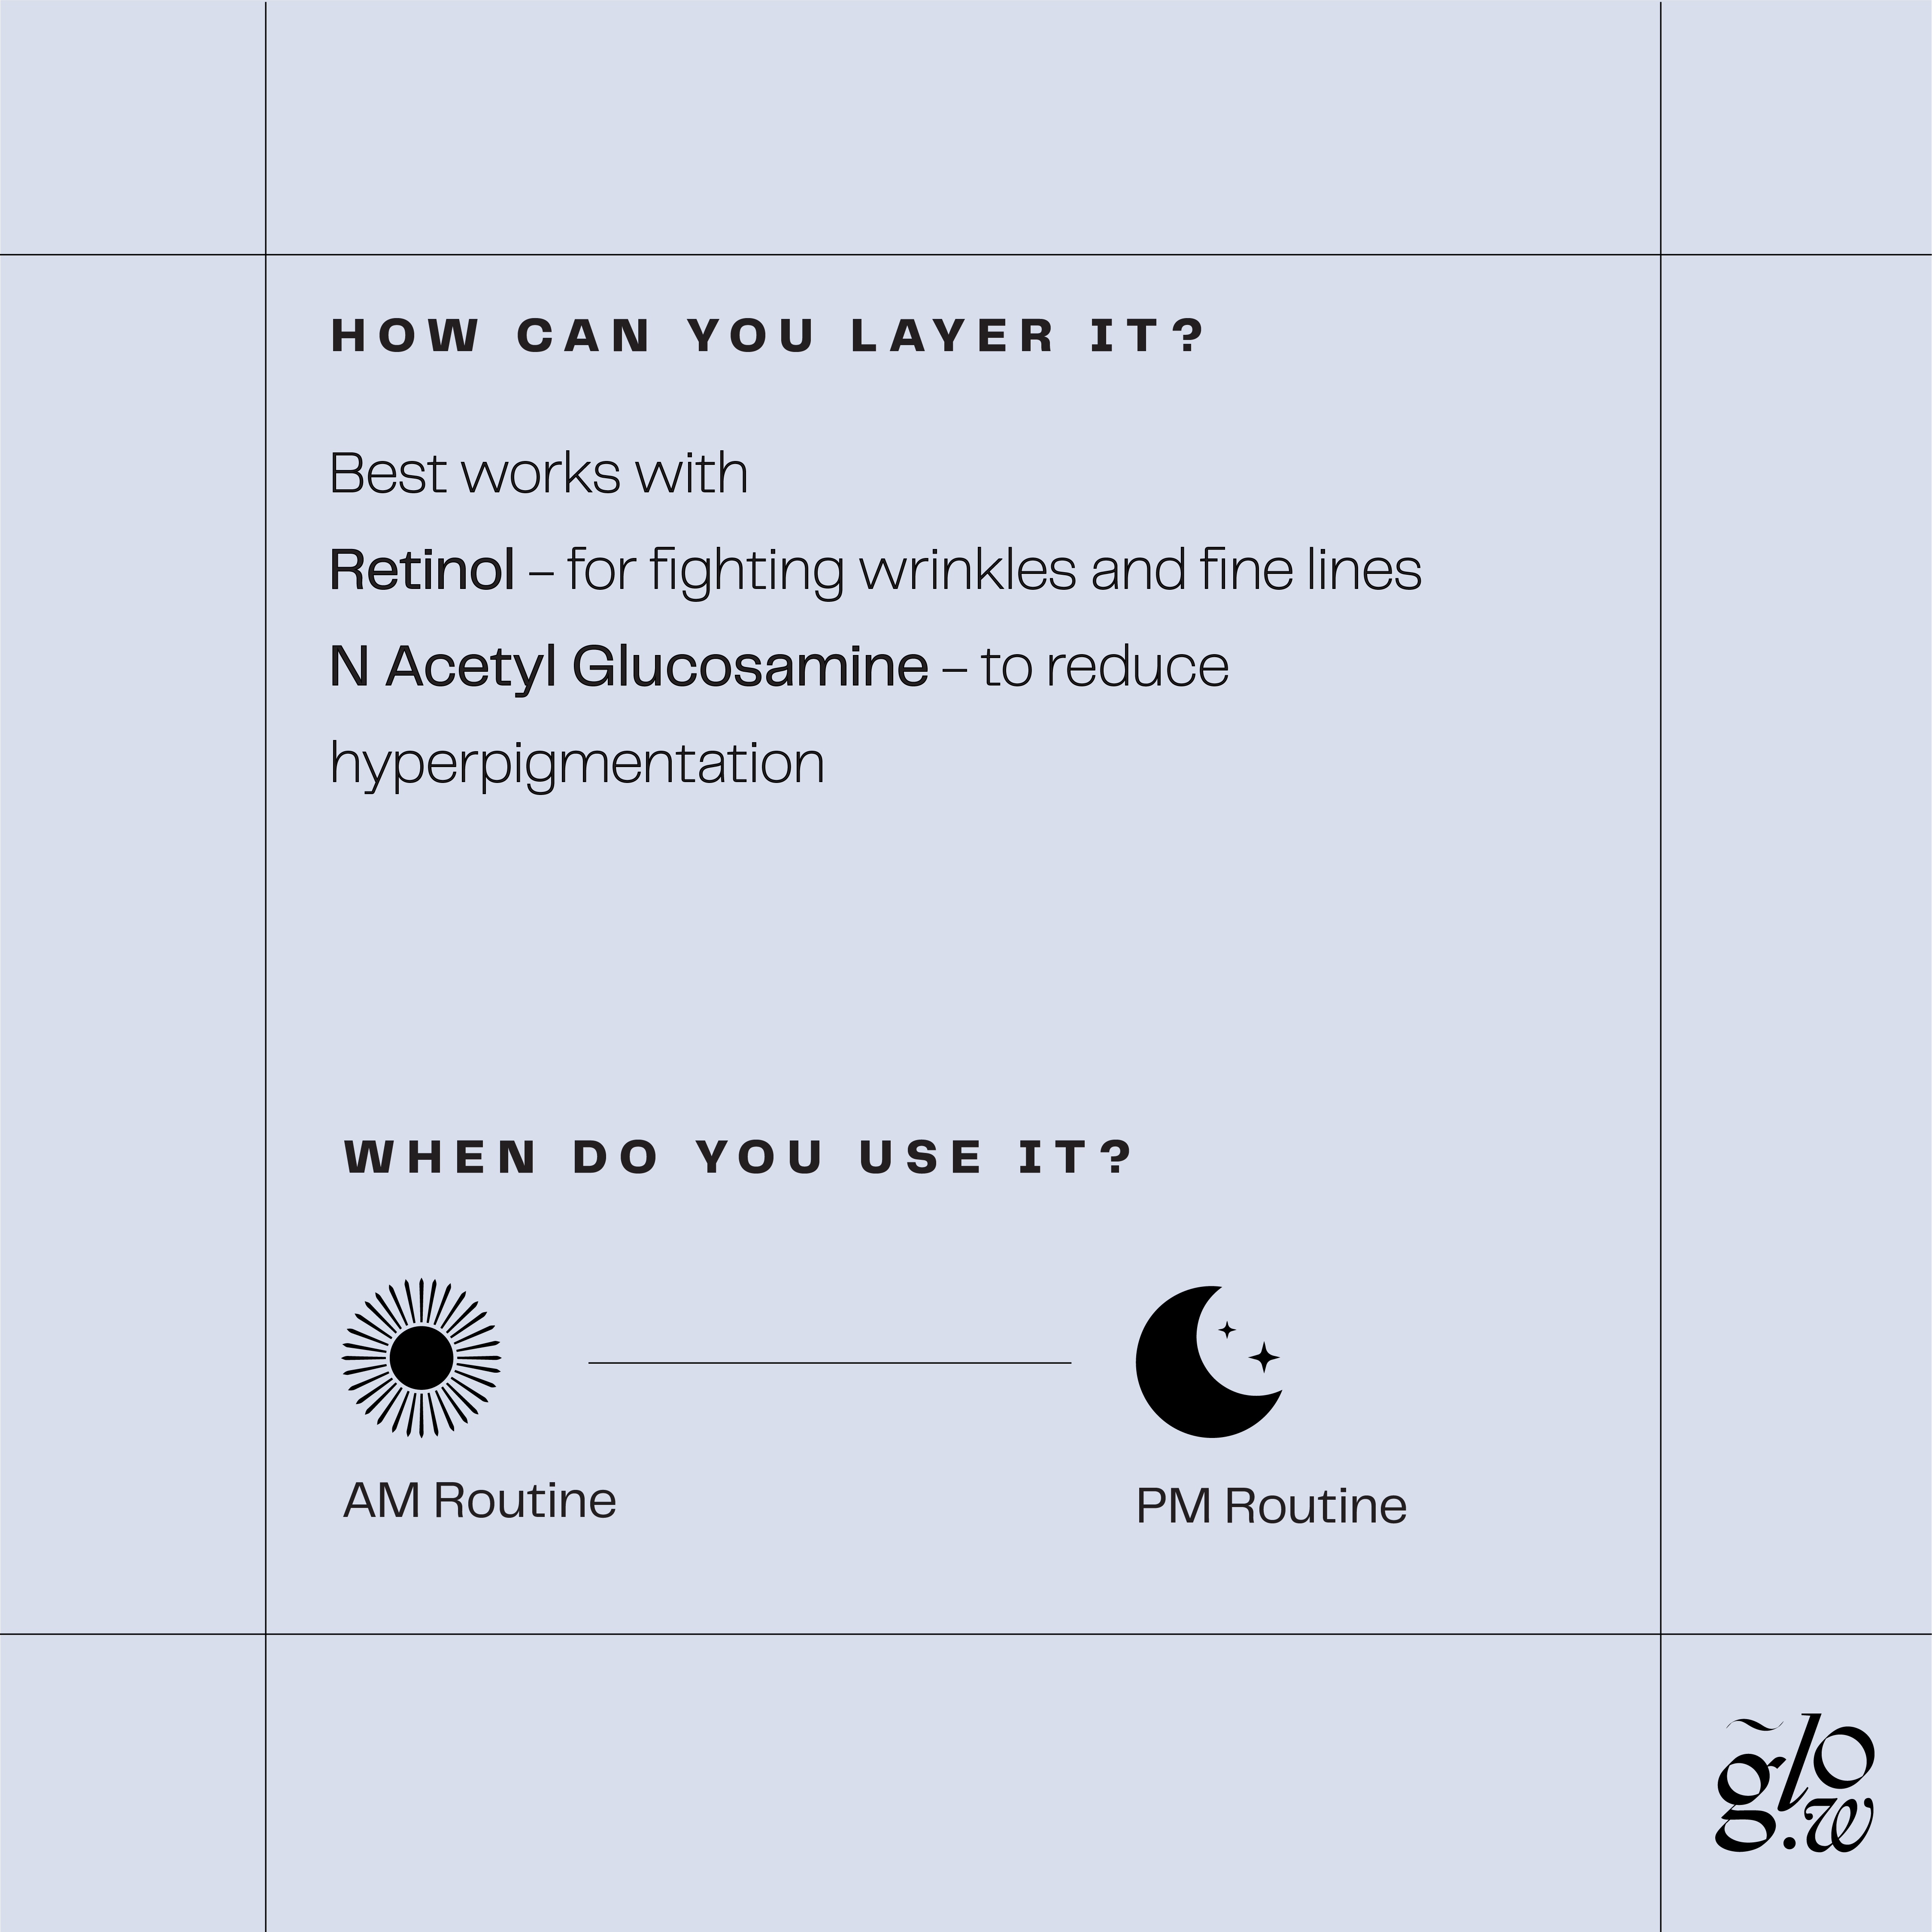 HOW CAN YOU LAYER IT?
Best works with
Retinol – for fighting wrinkles and fine lines
N Acetyl Glucosamine – to reduce
hyperpigmentation
WHEN DO YOU USE IT?
AM Routine
PM Routine
g̃lo.w